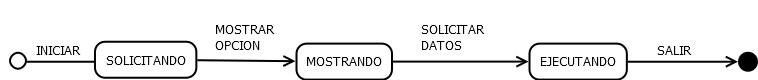 INICIAR
SOLICITANDO
MOSTRAR
OPCION
MOSTRANDO
SOLICITAR
DATOS
EJECUTANDO
SALIR